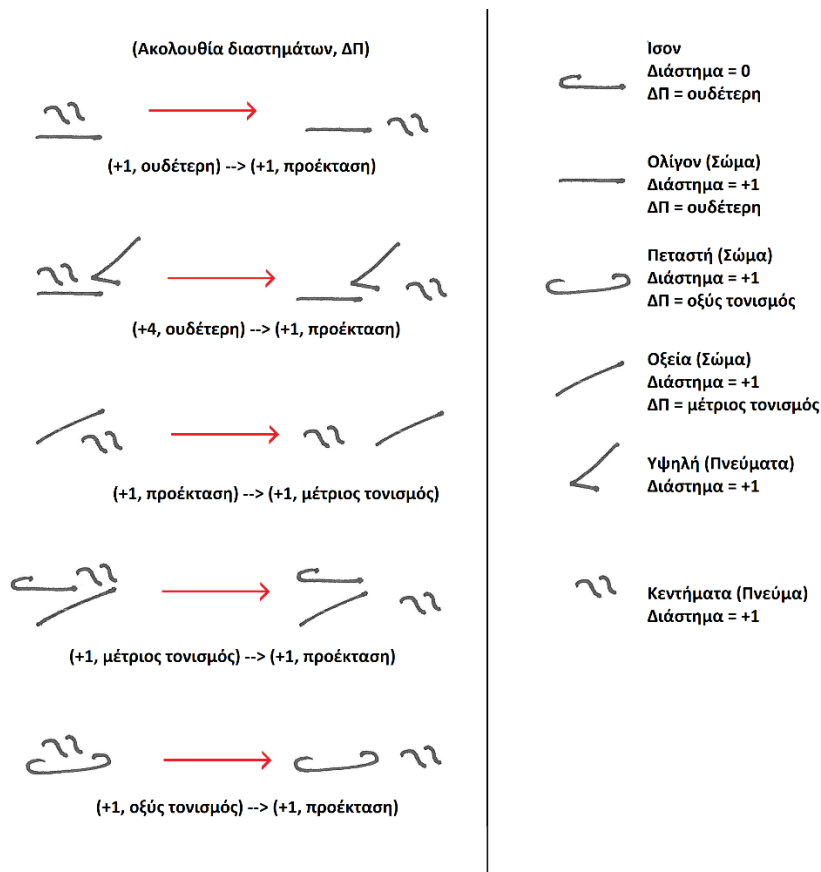 (Ακολουθία διαστημάτων, ΔΠ)
(+1, ουδέτερη) --> (+1, προέκταση)
(+4, ουδέτερη) --> (+1, προέκταση)
(+1, προέκταση) --> (+1, μέτριος τονισμός)
(+1, μέτριος τονισμός) --> (+1, προέκταση)
(+1, οξύς τονισμός) --> (+1, προέκταση)
Ίσον
Διάστημα = 0
ΔΠ = ουδέτερη
Ολίγον (Σώμα)
Διάστημα = +1
ΔΠ = ουδέτερη
Πεταστή (Σώμα)
Διάστημα = +1
ΔΠ = οξύς τονισμός
Οξεία (Σώμα)
Διάστημα = +1
ΔΠ = μέτριος τονισμός
Υψηλή (Πνεύματα)
Διάστημα = +1
Κεντήματα (Πνεύμα)
Διάστημα = +1